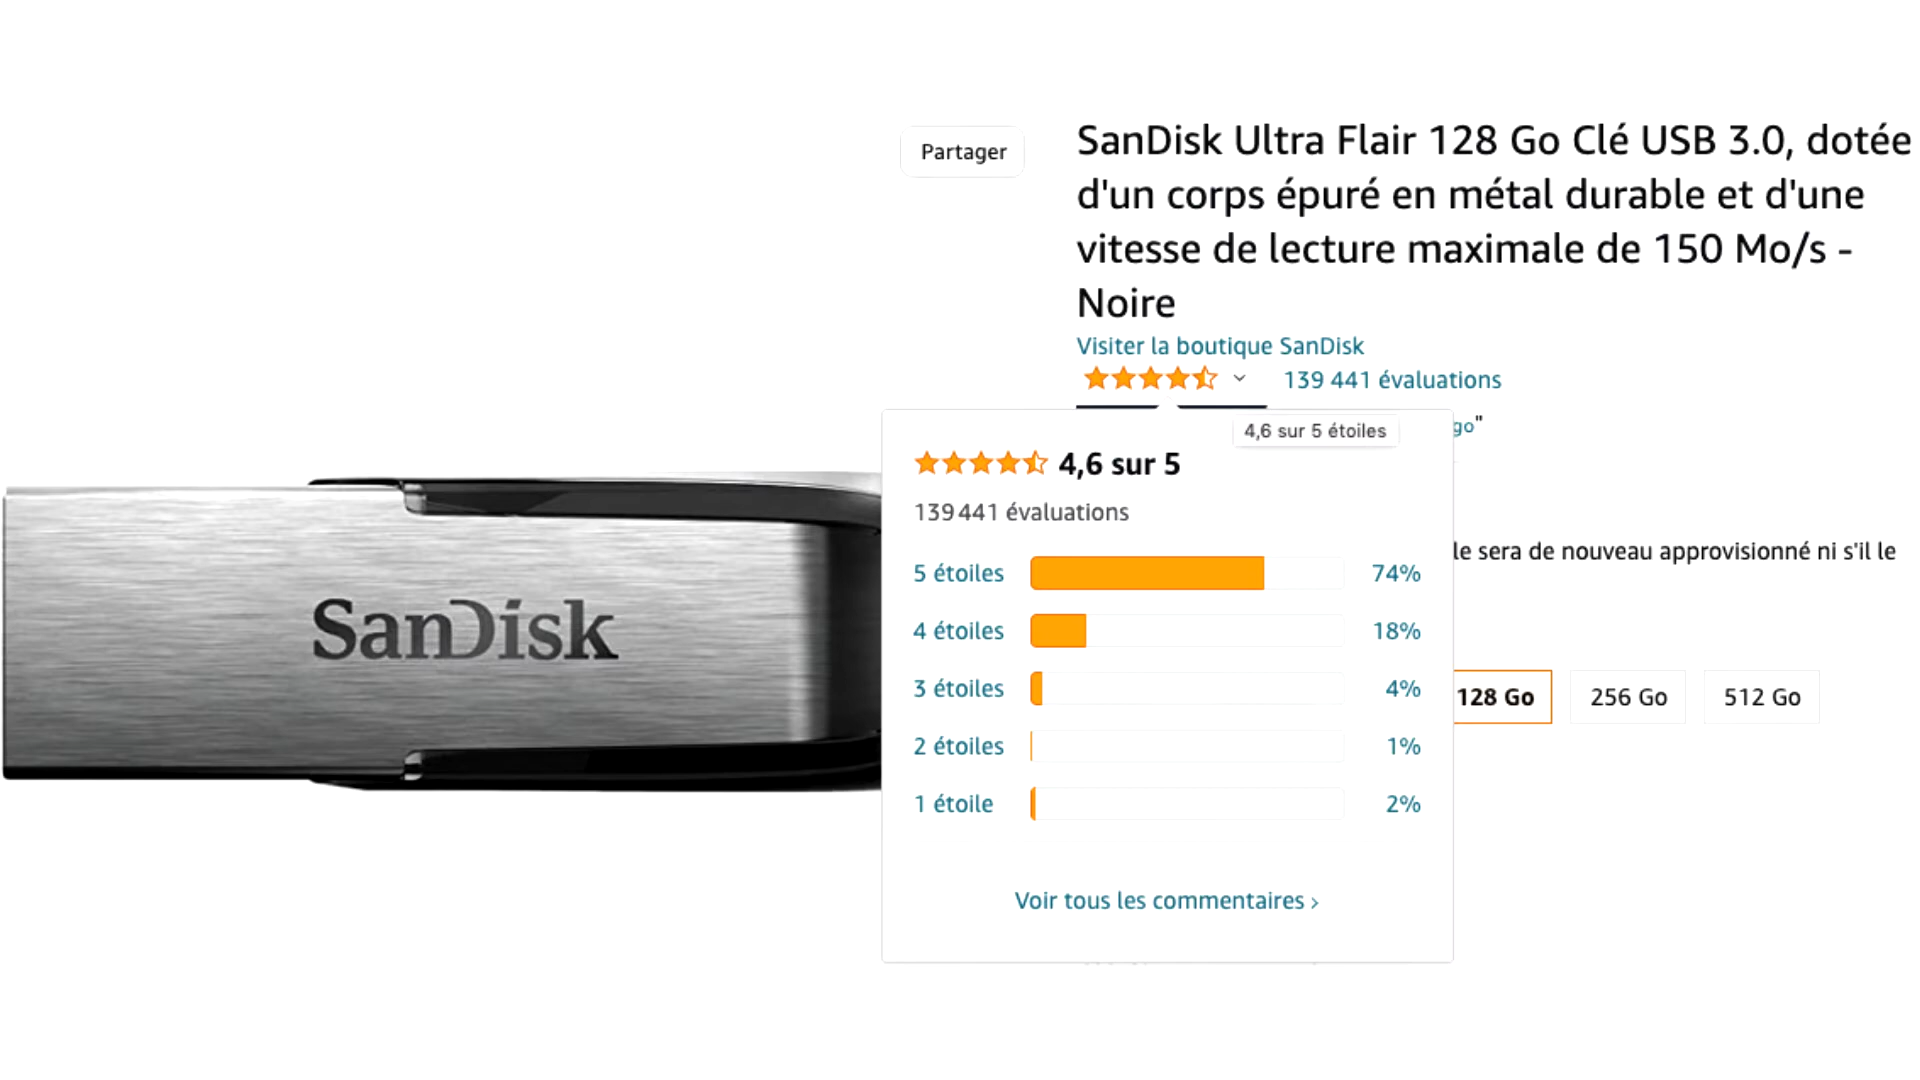 Partager
SanDisk Ultra Flair 128 Go Clé USB 3.0, dotée
d'un corps épuré en métal durable et d'une
vitesse de lecture maximale de 150 Mo/s -
Noire
Visiter la boutique SanDisk
139 441 évaluations
4,6 sur 5 étoiles
go"
4,6 sur 5
139 441 évaluations
le sera de nouveau approvisionné ni s'il le
5 étoiles 74%
4 étoiles 18%
3 étoiles 4%
2 étoiles 1%
1 étoile 2%
128 Go 256 Go 512 Go
Voir tous les commentaires ›
SanDisk